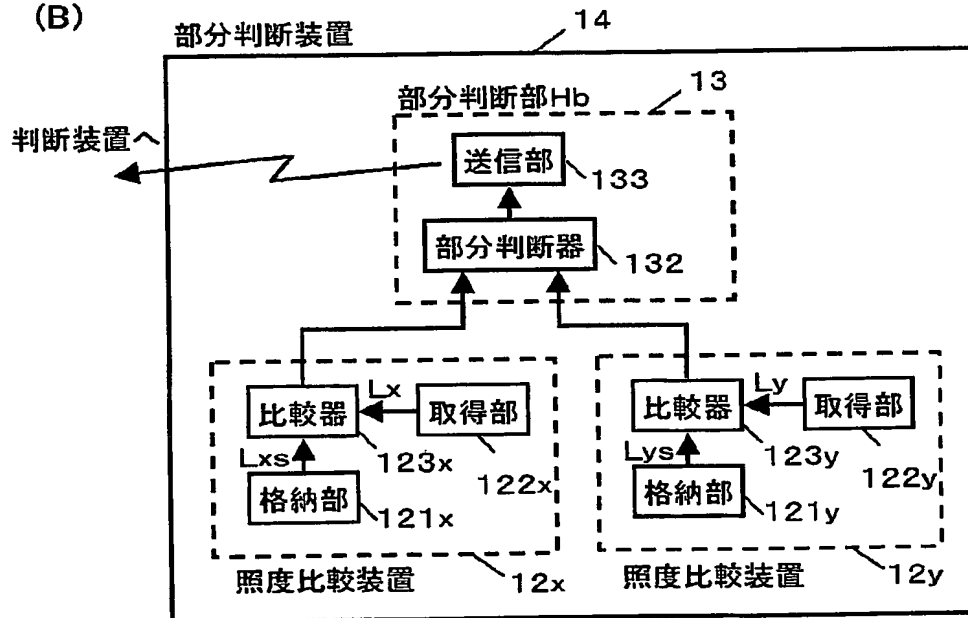 (B)
部分判断装置
14
部分判断部Hb
13
判断装置へ
送信部
133
部分判断器
132
Lx
比較器
取得部
Lxs
123x
122x
格納部
121x
照度比較装置
12x
Ly
比較器
取得部
Lys
123y
122y
格納部
121y
照度比較装置
12y